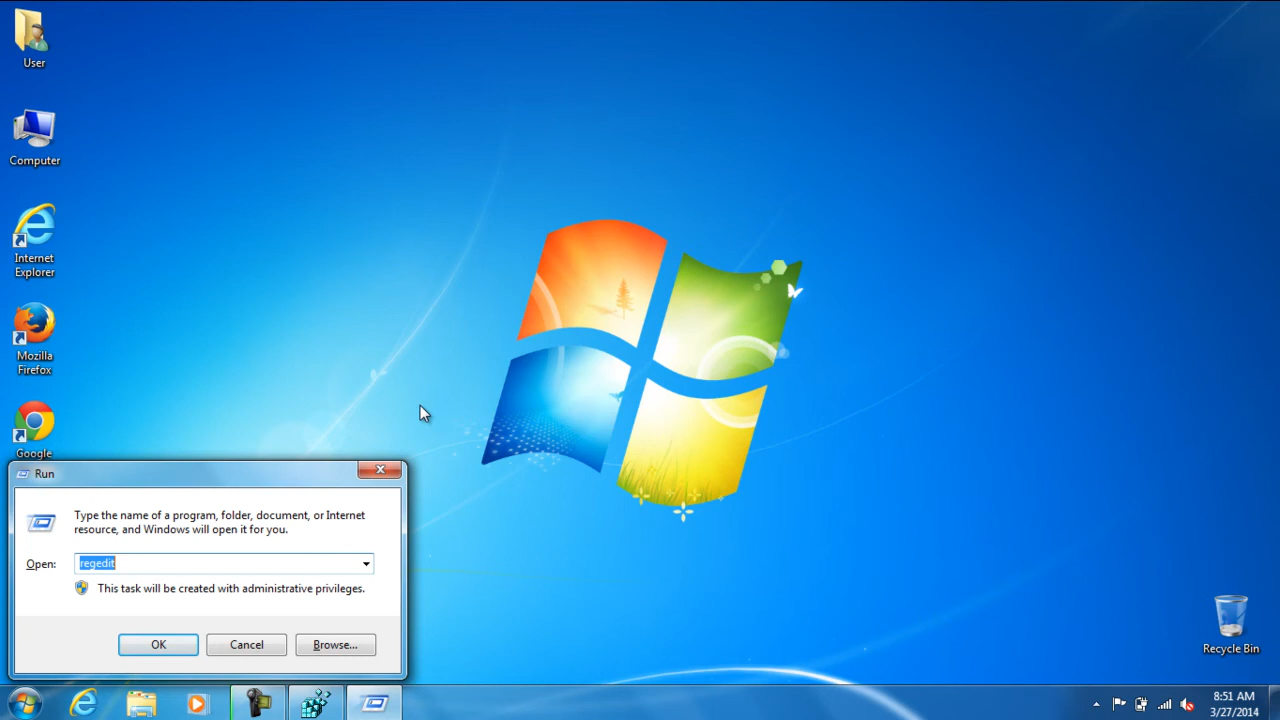 User
Computer
Internet
Explorer
Mozilla
Firefox
Google
Run
Type the name of a program, folder, document, or Internet
resource, and Windows will open it for you.
Open: regedit
This task will be created with administrative privileges.
OK Cancel Browse...
Recycle Bin
8:51 AM
3/27/2014